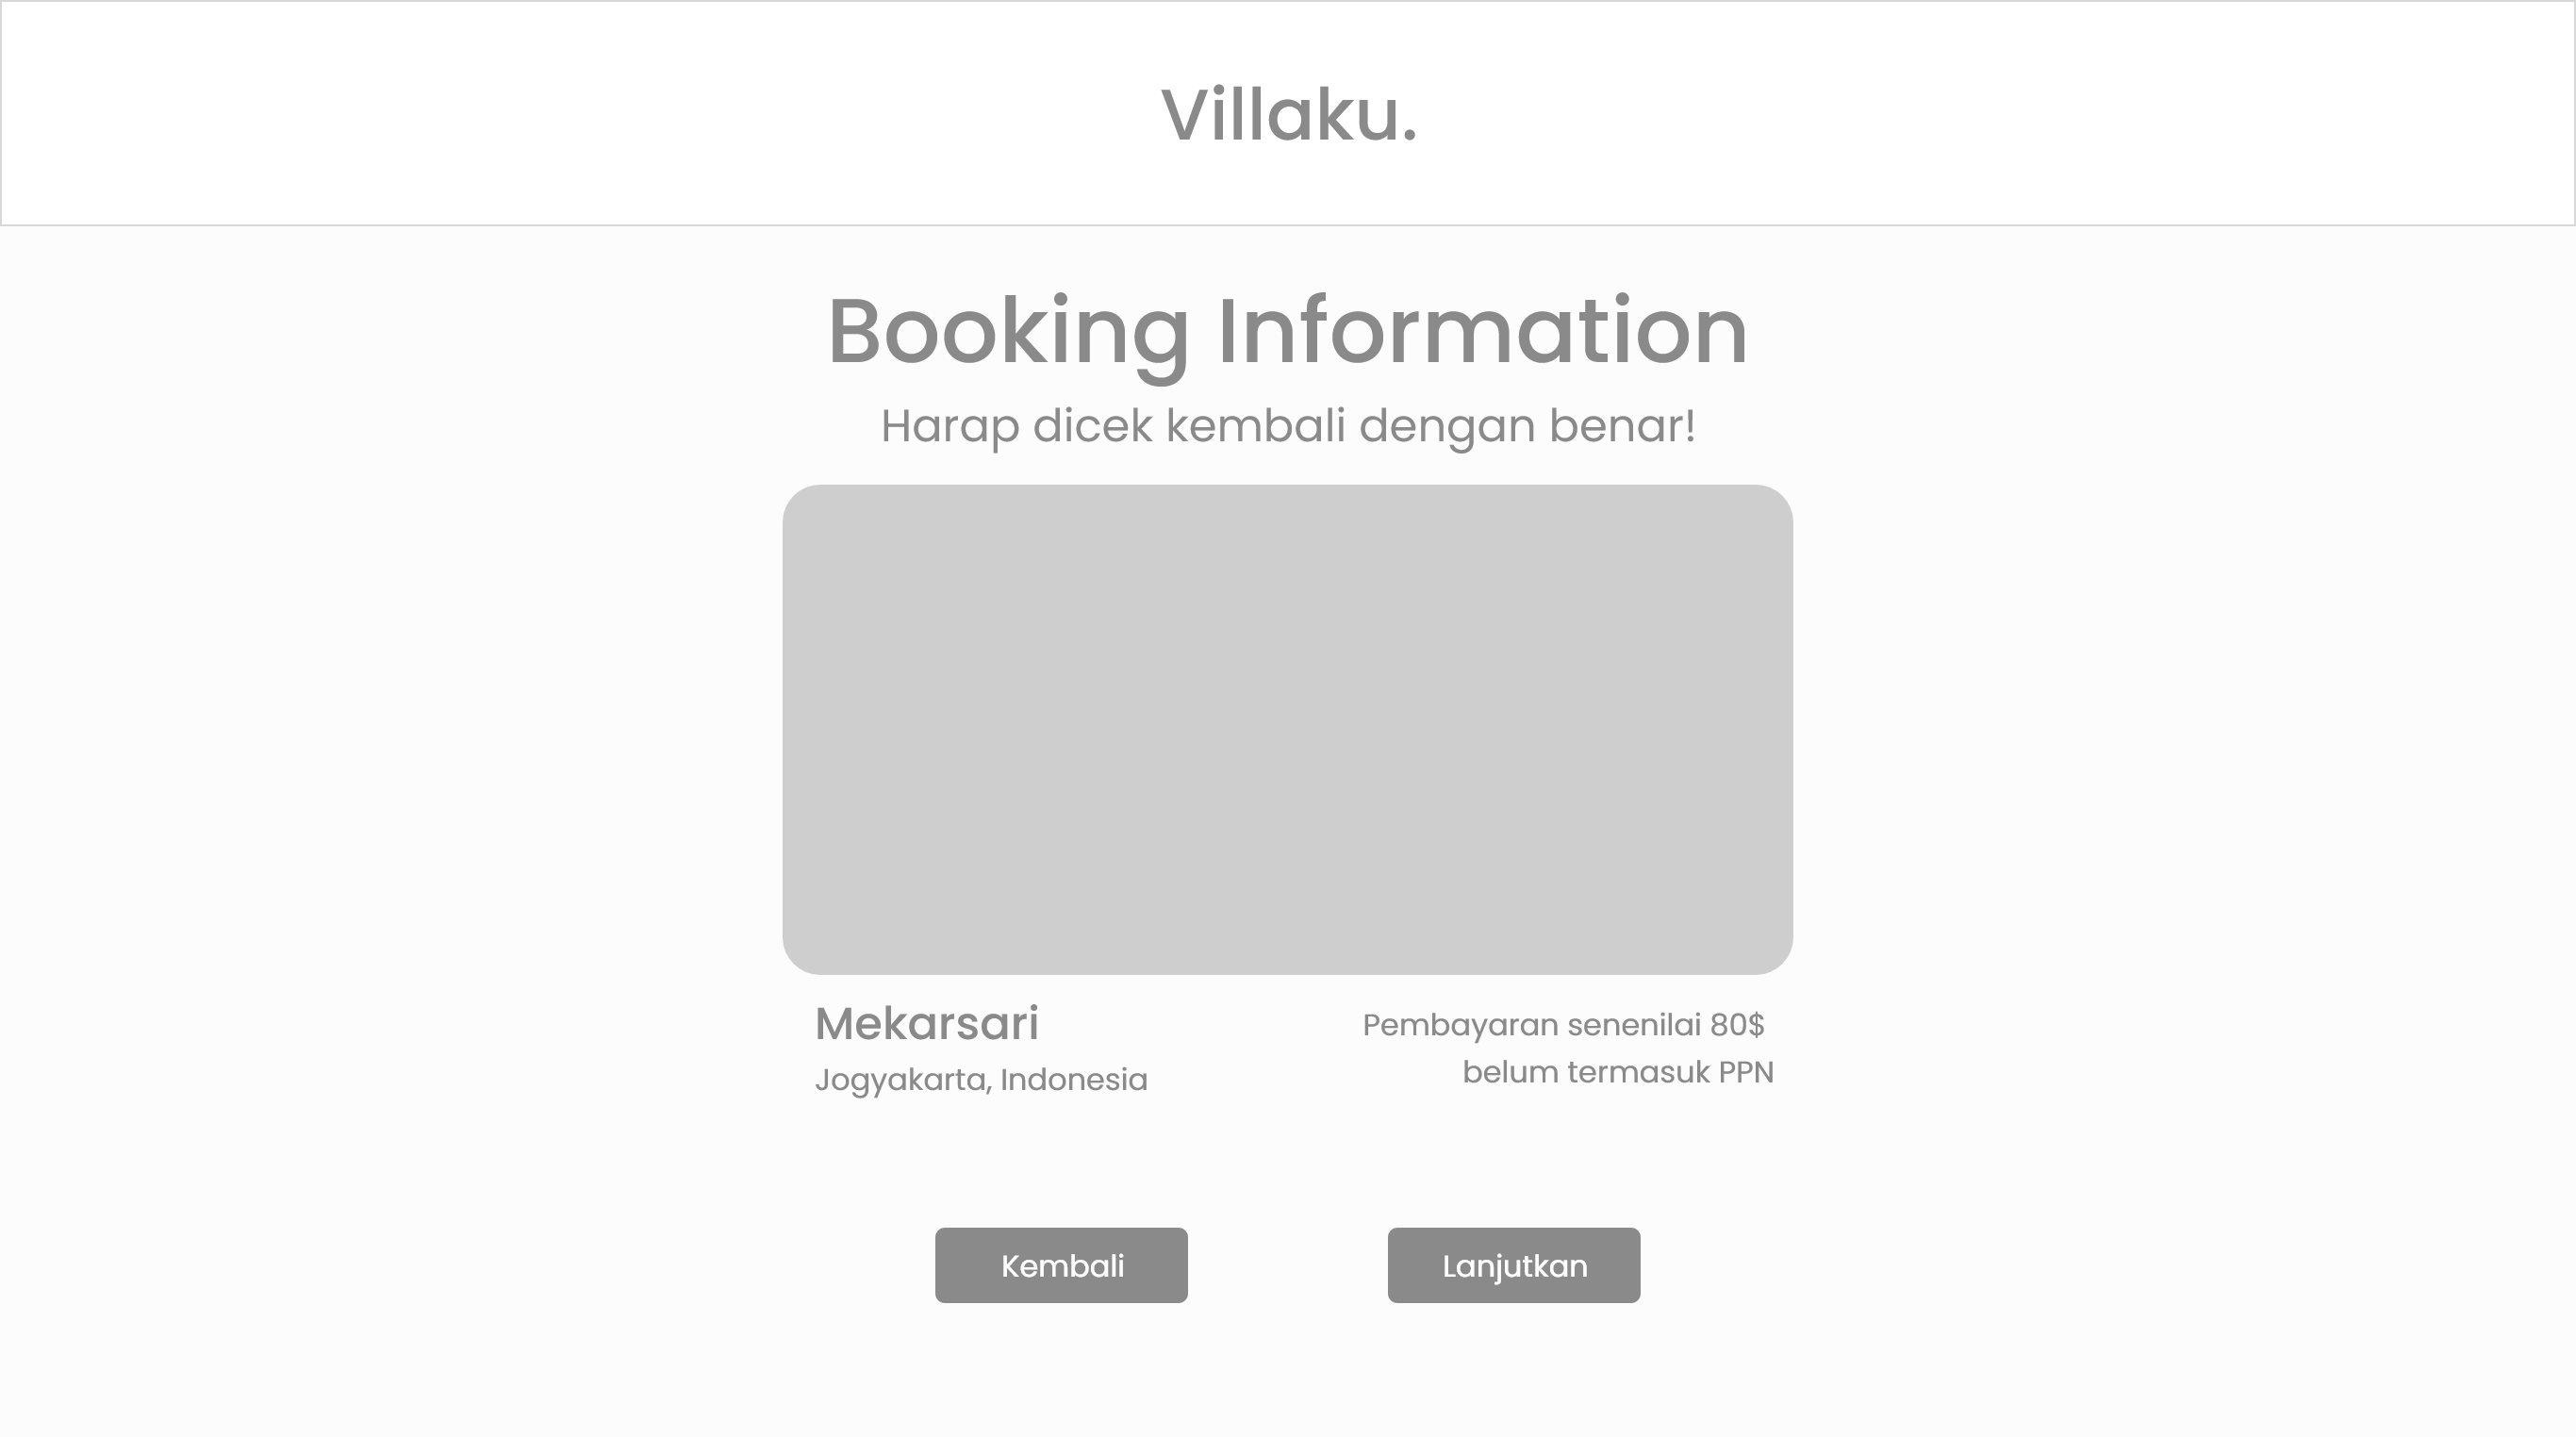 Villaku.
Booking Information
Harap dicek kembali dengan benar!
Mekarsari
Jogyakarta, Indonesia
Pembayaran senenilai 80$
belum termasuk PPN
Kembali
Lanjutkan